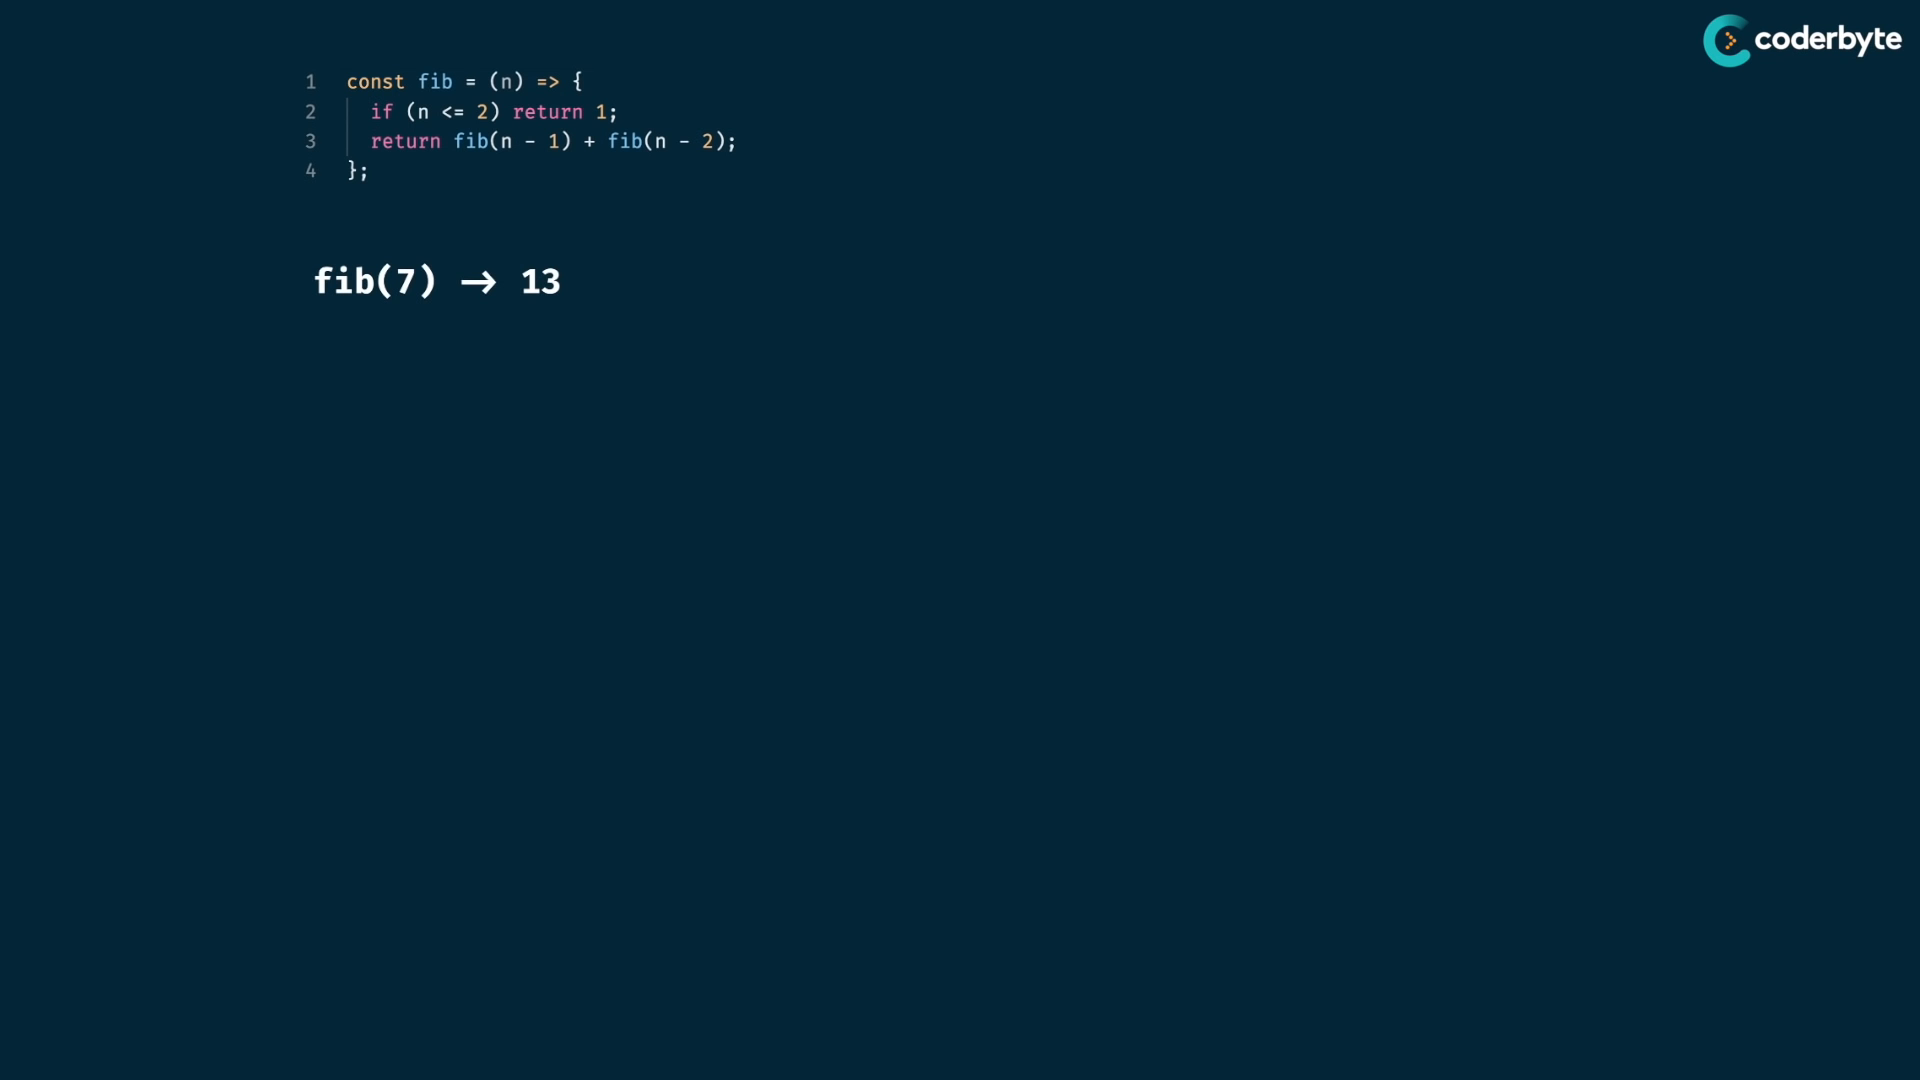 coderbyte
1 const fib = (n) => {
2 if (n <= 2) return 1;
3 return fib(n - 1) + fib(n - 2);
4 };
fib(7) → 13